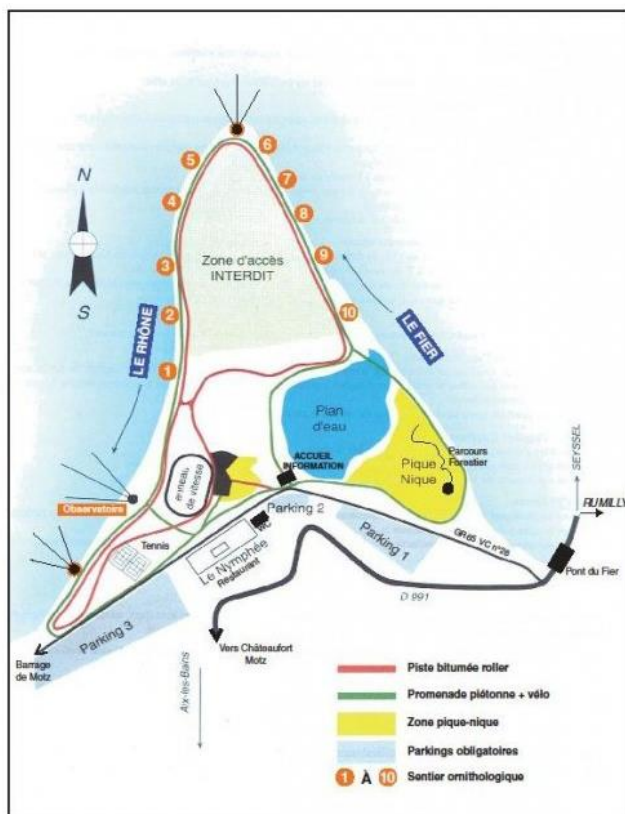 6
5
7
4
8
N
Zone d'accès
INTERDIT
9
3
S
10
2
LE FIER
LE RHÔNE
1
Plan
d'eau
SEYSSEL
Parcours
Forestier
ACCUEIL
INFORMATION
Pique
Nique
RUMILLY
anneau
de vitesse
Observatoire
Parking 2
WC
GR65 VC n°28
Tennis
Le Nymphée
Restaurant
Parking 1
Pont du Fier
D 991
Parking 3
Barrage
de Motz
Vers Châteaufort
Motz
Aix-les-Bains
Piste bitumée roller
Promenade piétonne + vélo
Zone pique-nique
Parkings obligatoires
1 À 10 Sentier ornithologique